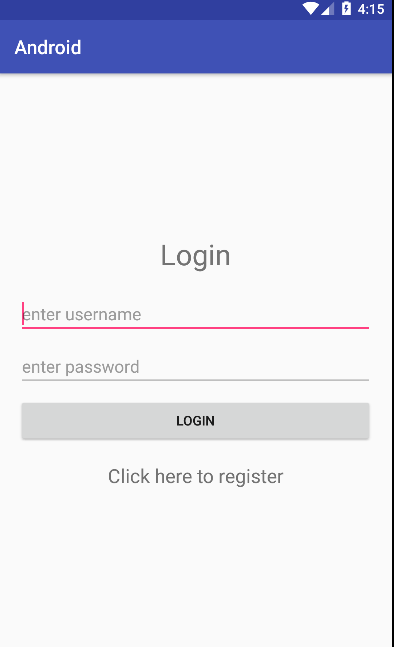 4:15
Android
Login
enter username
enter password
LOGIN
Click here to register